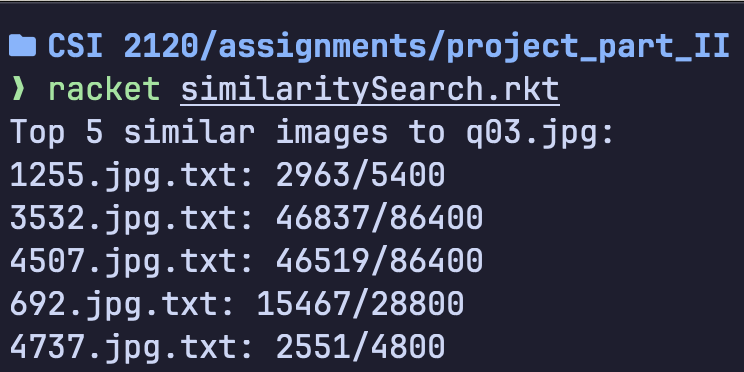 CSI 2120/assignments/project_part_II
❱ racket similaritySearch.rkt
Top 5 similar images to q03.jpg:
1255.jpg.txt: 2963/5400
3532.jpg.txt: 46837/86400
4507.jpg.txt: 46519/86400
692.jpg.txt: 15467/28800
4737.jpg.txt: 2551/4800